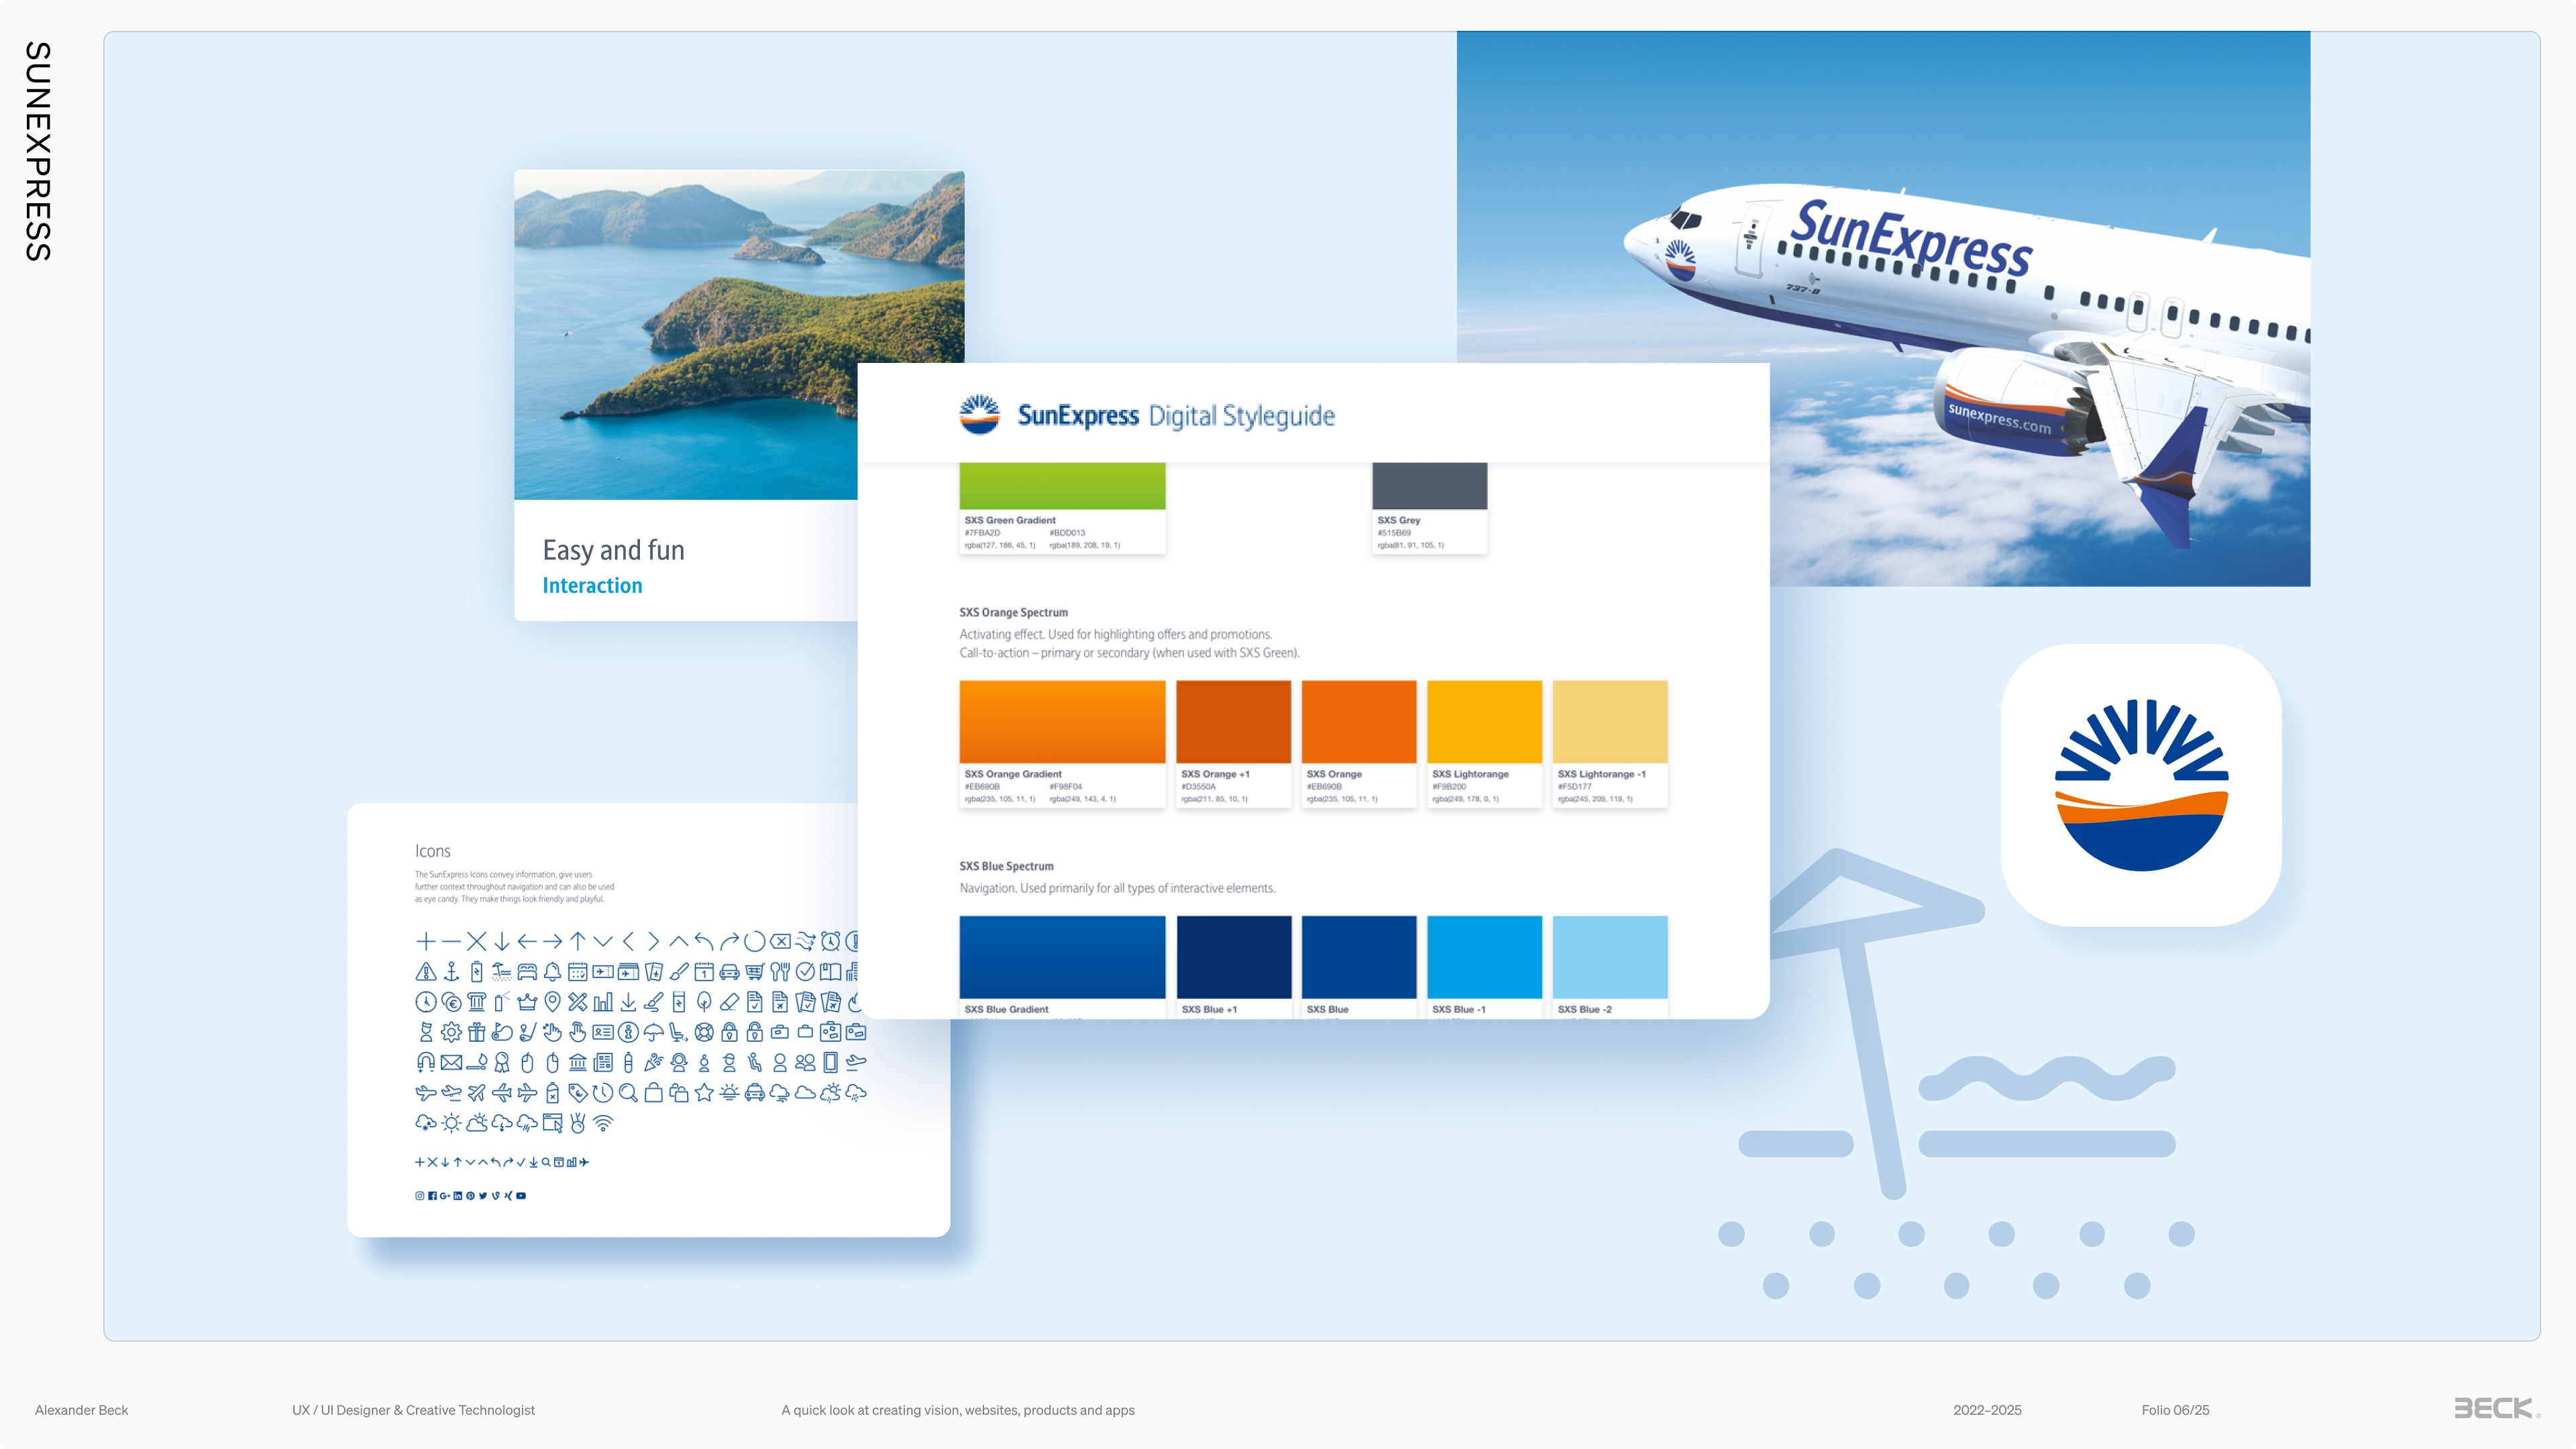 SUNEXPRESS
SunExpress
737-8
sunexpress.com
Easy and fun
Interaction
SunExpress Digital Styleguide
SXS Green Gradient
#7FBA2D #BDD013
rgba(127, 186, 45, 1) rgba(189, 208, 19, 1)
SXS Grey
#515B69
rgba(81, 91, 105, 1)
SXS Orange Spectrum
Activating effect. Used for highlighting offers and promotions.
Call-to-action – primary or secondary (when used with SXS Green).
SXS Orange Gradient
#EB690B #F98F04
rgba(235, 105, 11, 1) rgba(249, 143, 4, 1)
SXS Orange +1
#D3550A
rgba(211, 85, 10, 1)
SXS Orange
#EB690B
rgba(235, 105, 11, 1)
SXS Lightorange
#F9B200
rgba(249, 178, 0, 1)
SXS Lightorange -1
#F5D177
rgba(245, 209, 119, 1)
SXS Blue Spectrum
Navigation. Used primarily for all types of interactive elements.
SXS Blue Gradient
SXS Blue +1
SXS Blue
SXS Blue -1
SXS Blue -2
Icons
The SunExpress Icons convey information, give users
further context throughout navigation and can also be used
as eye candy. They make things look friendly and playful.
Alexander Beck
UX / UI Designer & Creative Technologist
A quick look at creating vision, websites, products and apps
2022–2025
Folio 06/25
BECK